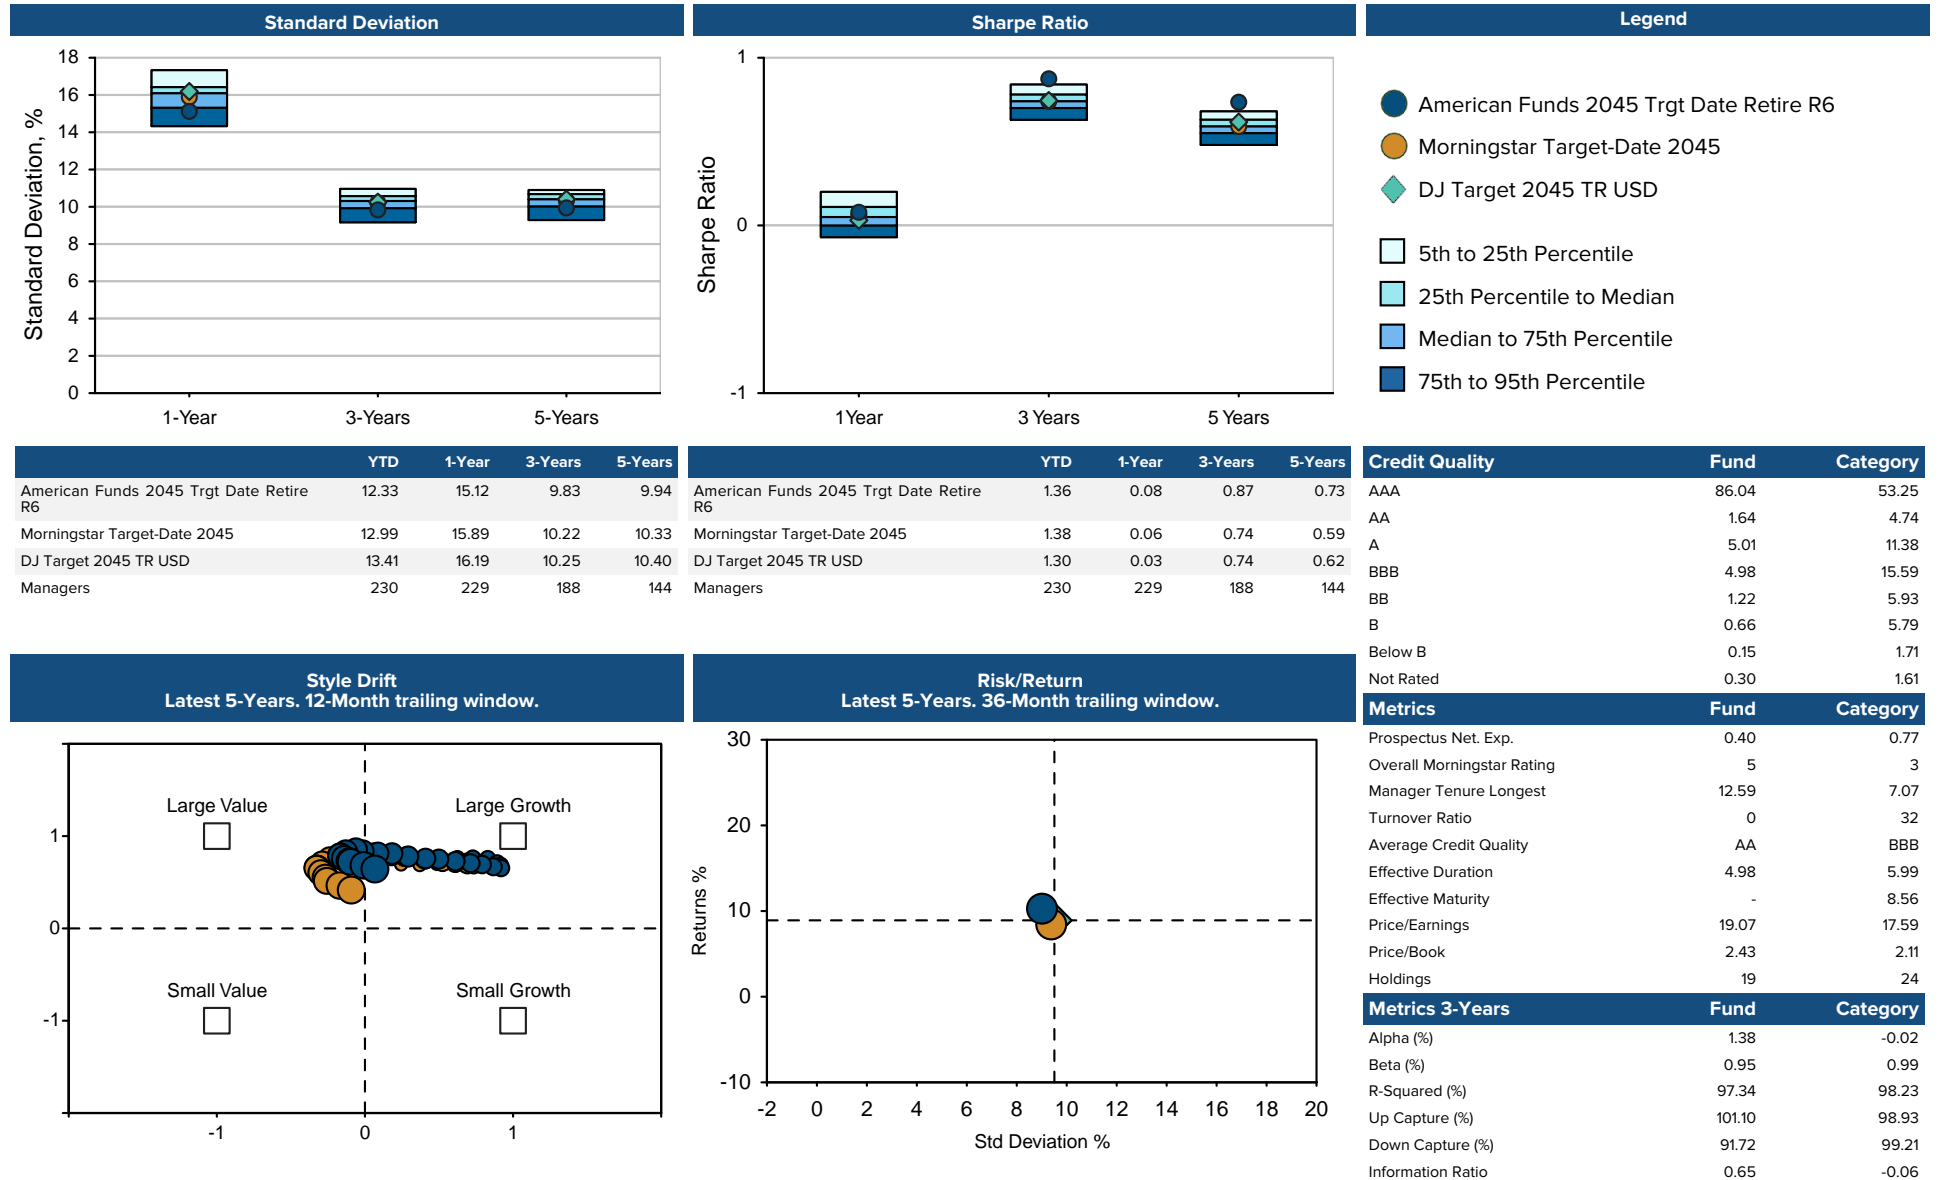 Standard Deviation
Standard Deviation, %
18
16
14
12
10
8
6
4
2
0
1-Year 3-Years 5-Years
Sharpe Ratio
Sharpe Ratio
1
0
-1
1Year 3 Years 5 Years
Legend
American Funds 2045 Trgt Date Retire R6
Morningstar Target-Date 2045
DJ Target 2045 TR USD
5th to 25th Percentile
25th Percentile to Median
Median to 75th Percentile
75th to 95th Percentile
YTD 1-Year 3-Years 5-Years
American Funds 2045 Trgt Date Retire 12.33 15.12 9.83 9.94
R6
Morningstar Target-Date 2045 12.99 15.89 10.22 10.33
DJ Target 2045 TR USD 13.41 16.19 10.25 10.40
Managers 230 229 188 144
YTD 1-Year 3-Years 5-Years
American Funds 2045 Trgt Date Retire 1.36 0.08 0.87 0.73
R6
Morningstar Target-Date 2045 1.38 0.06 0.74 0.59
DJ Target 2045 TR USD 1.30 0.03 0.74 0.62
Managers 230 229 188 144
Credit Quality Fund Category
AAA 86.04 53.25
AA 1.64 4.74
A 5.01 11.38
BBB 4.98 15.59
BB 1.22 5.93
B 0.66 5.79
Below B 0.15 1.71
Not Rated 0.30 1.61
Metrics Fund Category
Prospectus Net. Exp. 0.40 0.77
Overall Morningstar Rating 5 3
Manager Tenure Longest 12.59 7.07
Turnover Ratio 0 32
Average Credit Quality AA BBB
Effective Duration 4.98 5.99
Effective Maturity - 8.56
Price/Earnings 19.07 17.59
Price/Book 2.43 2.11
Holdings 19 24
Metrics 3-Years Fund Category
Alpha (%) 1.38 -0.02
Beta (%) 0.95 0.99
R-Squared (%) 97.34 98.23
Up Capture (%) 101.10 98.93
Down Capture (%) 91.72 99.21
Information Ratio 0.65 -0.06
Style Drift
Latest 5-Years. 12-Month trailing window.
Large Value Large Growth
1
0
Small Value Small Growth
-1
-1 0 1
Risk/Return
Latest 5-Years. 36-Month trailing window.
Returns %
30
20
10
0
-10
-2 0 2 4 6 8 10 12 14 16 18 20
Std Deviation %